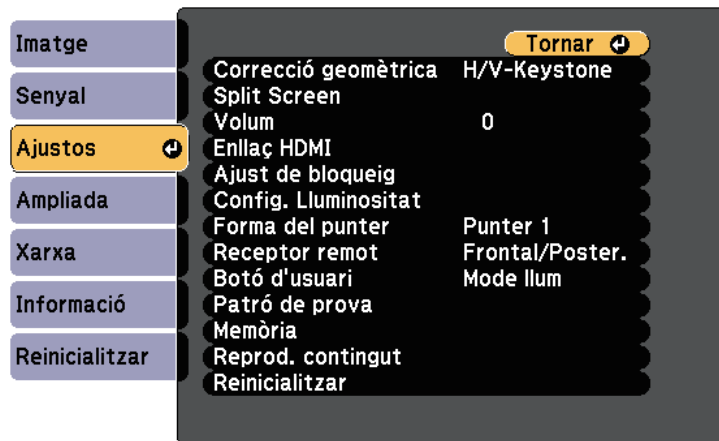 Imatge
Senyal
Ajustos
Ampliada
Xarxa
Informació
Reinicialitzar
Tornar
Correcció geomètrica H/V-Keystone
Split Screen
Volum 0
Enllaç HDMI
Ajust de bloqueig
Config. Lluminositat
Forma del punter Punter 1
Receptor remot Frontal/Poster.
Botó d'usuari Mode llum
Patró de prova
Memòria
Reprod. contingut
Reinicialitzar